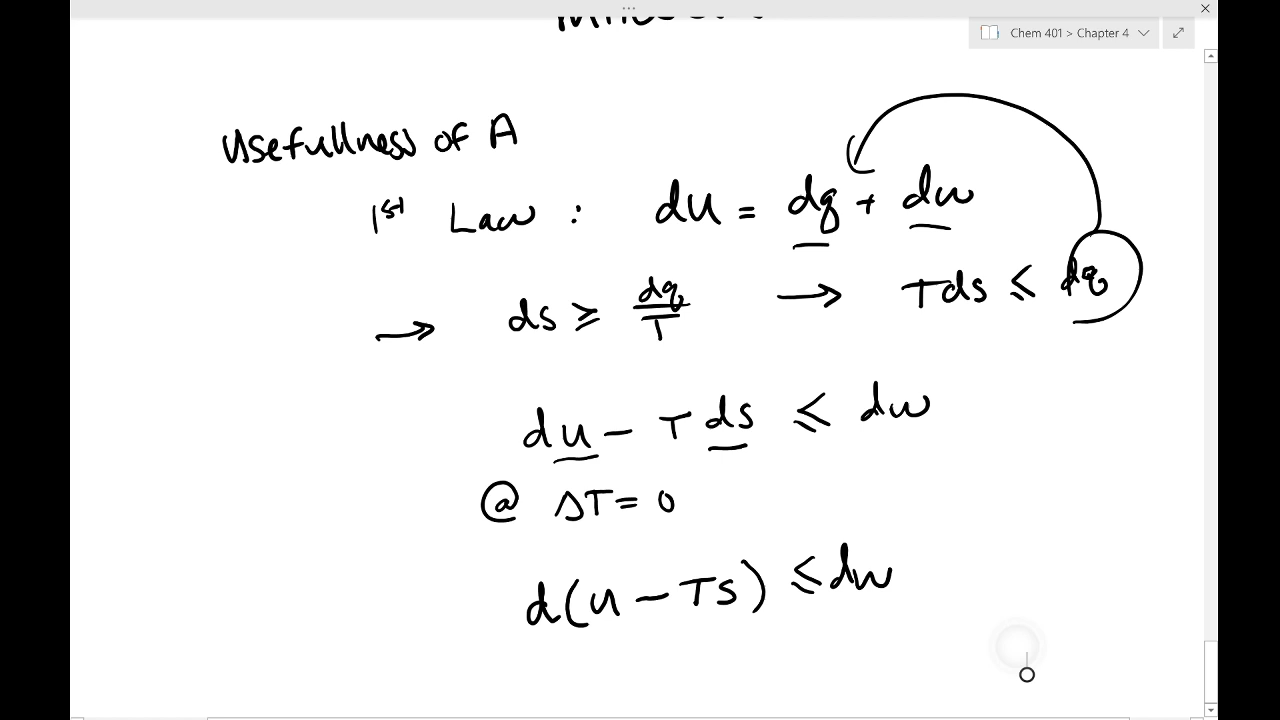 Chem 401 > Chapter 4
Usefullness of A
1st Law : du = dq + dw
→ ds ≥ dq/T → Tds ≤ dq
du - Tds ≤ dw
@ ΔT = 0
d(u - TS) ≤ dw